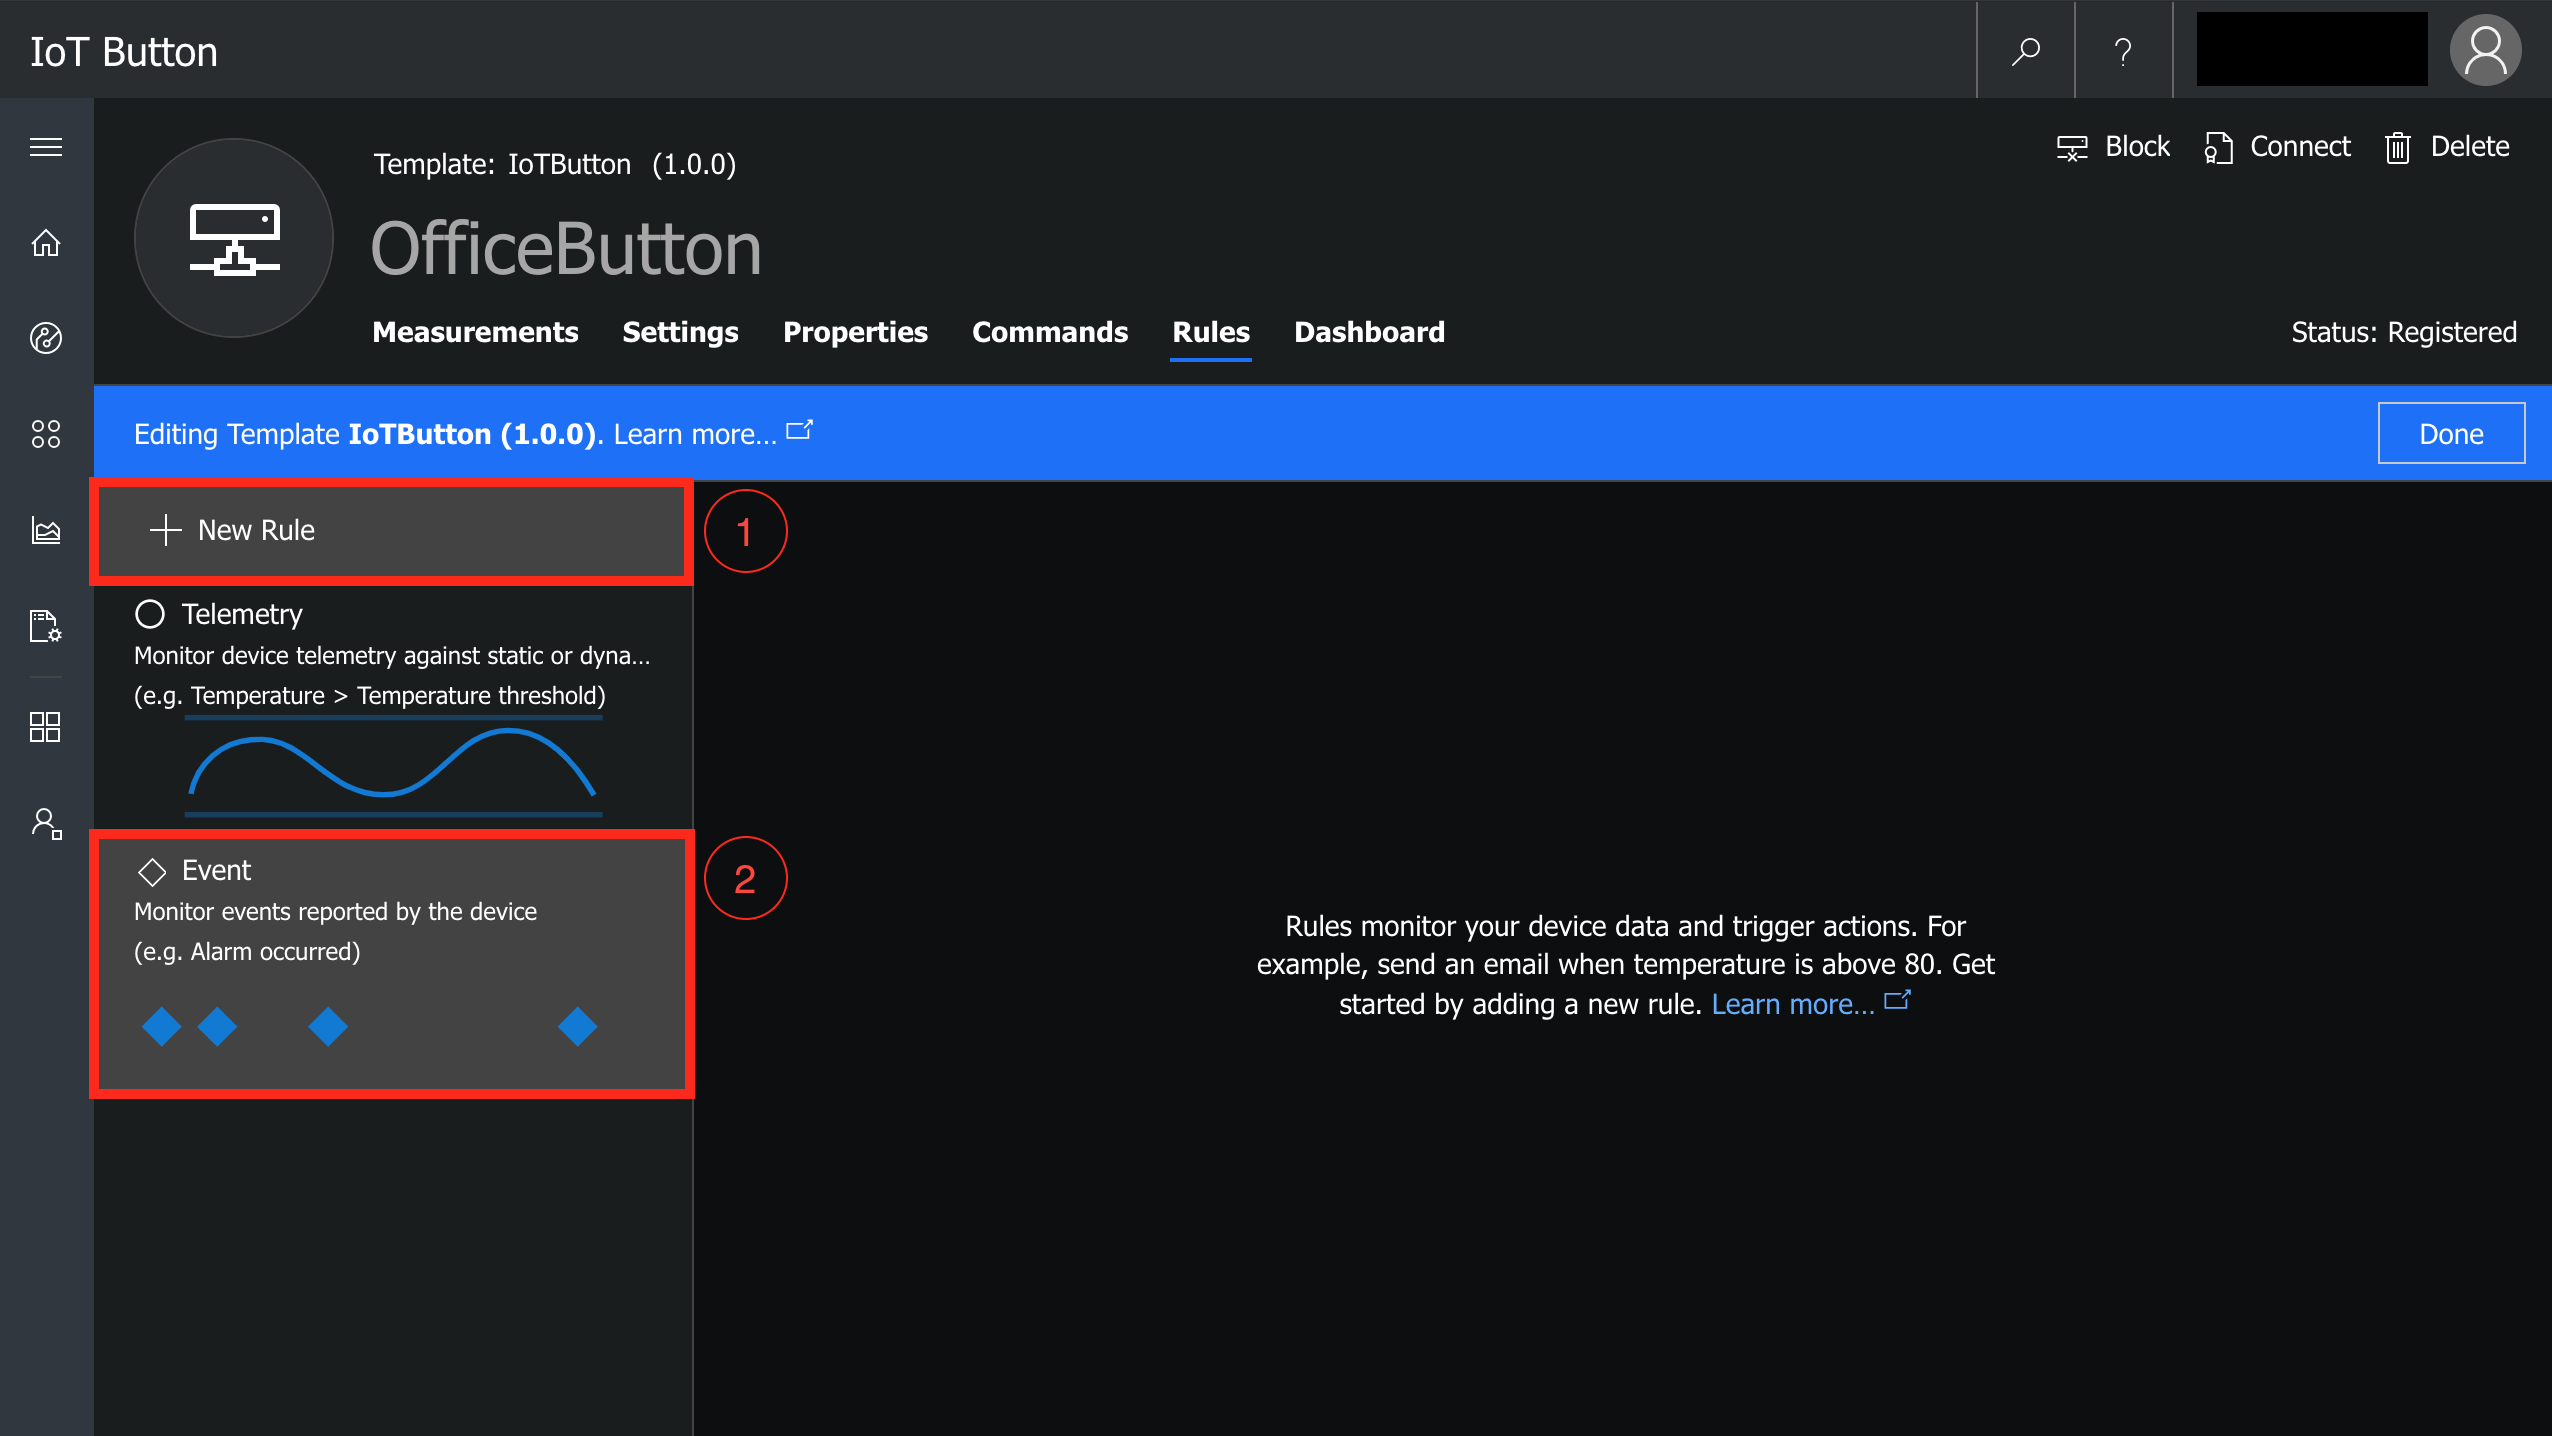 IoT Button
?
Block
Connect
Delete
Template: IoTButton (1.0.0)
OfficeButton
Measurements
Settings
Properties
Commands
Rules
Dashboard
Status: Registered
Editing Template IoTButton (1.0.0). Learn more...
Done
New Rule
1
Telemetry
Monitor device telemetry against static or dyna...
(e.g. Temperature > Temperature threshold)
Event
2
Monitor events reported by the device
(e.g. Alarm occurred)
Rules monitor your device data and trigger actions. For
example, send an email when temperature is above 80. Get
started by adding a new rule. Learn more...